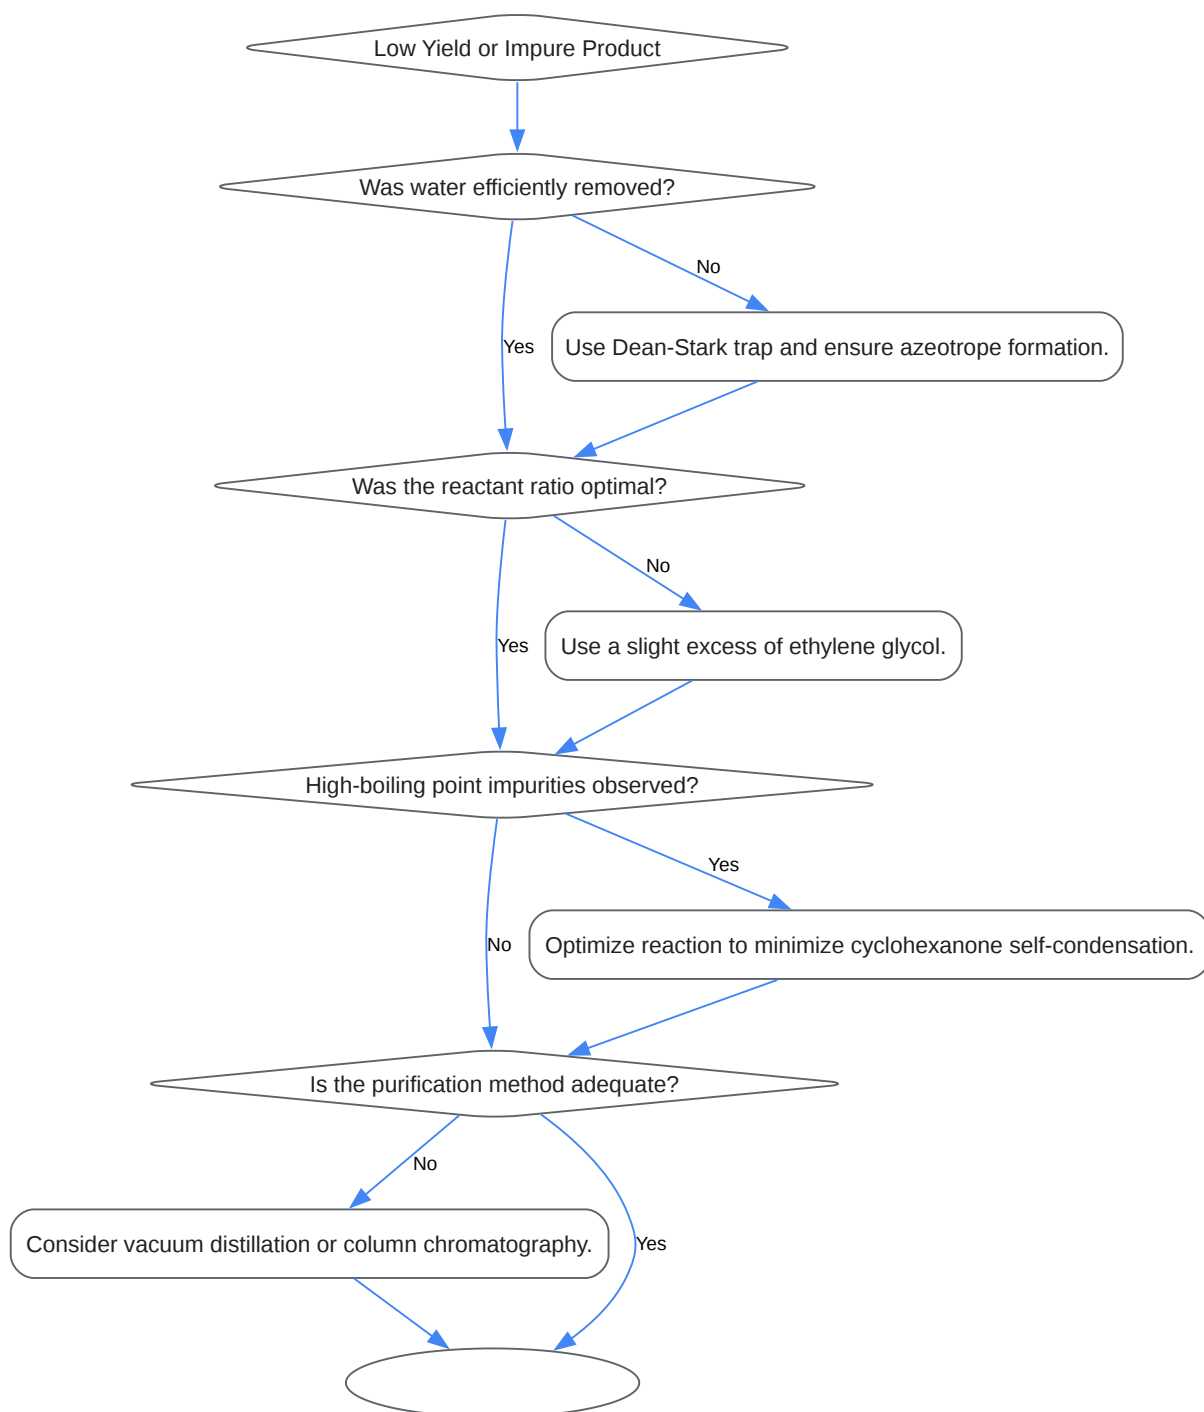 Low Yield or Impure Product
Was water efficiently removed?
No
Yes
Use Dean-Stark trap and ensure azeotrope formation.
Was the reactant ratio optimal?
No
Yes
Use a slight excess of ethylene glycol.
High-boiling point impurities observed?
Yes
No
Optimize reaction to minimize cyclohexanone self-condensation.
Is the purification method adequate?
No
Yes
Consider vacuum distillation or column chromatography.